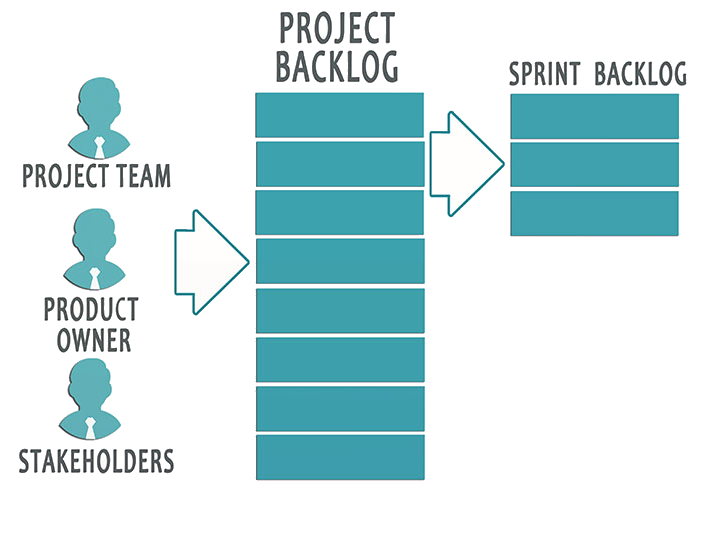 PROJECT
BACKLOG
SPRINT BACKLOG
PROJECT TEAM
PRODUCT
OWNER
STAKEHOLDERS